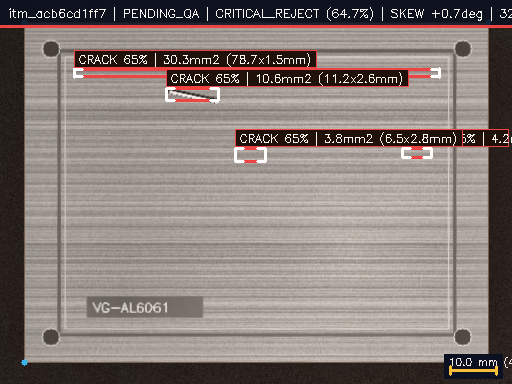 itm_acb6cd1ff7 | PENDING_QA | CRITICAL_REJECT (64.7%) | SKEW +0.7deg | 32
CRACK 65% | 30.3mm2 (78.7x1.5mm)
CRACK 65% | 10.6mm2 (11.2x2.6mm)
CRACK 65% | 3.8mm2 (6.5x2.8mm) 5% | 4.2
VG-AL6061
10.0 mm (4